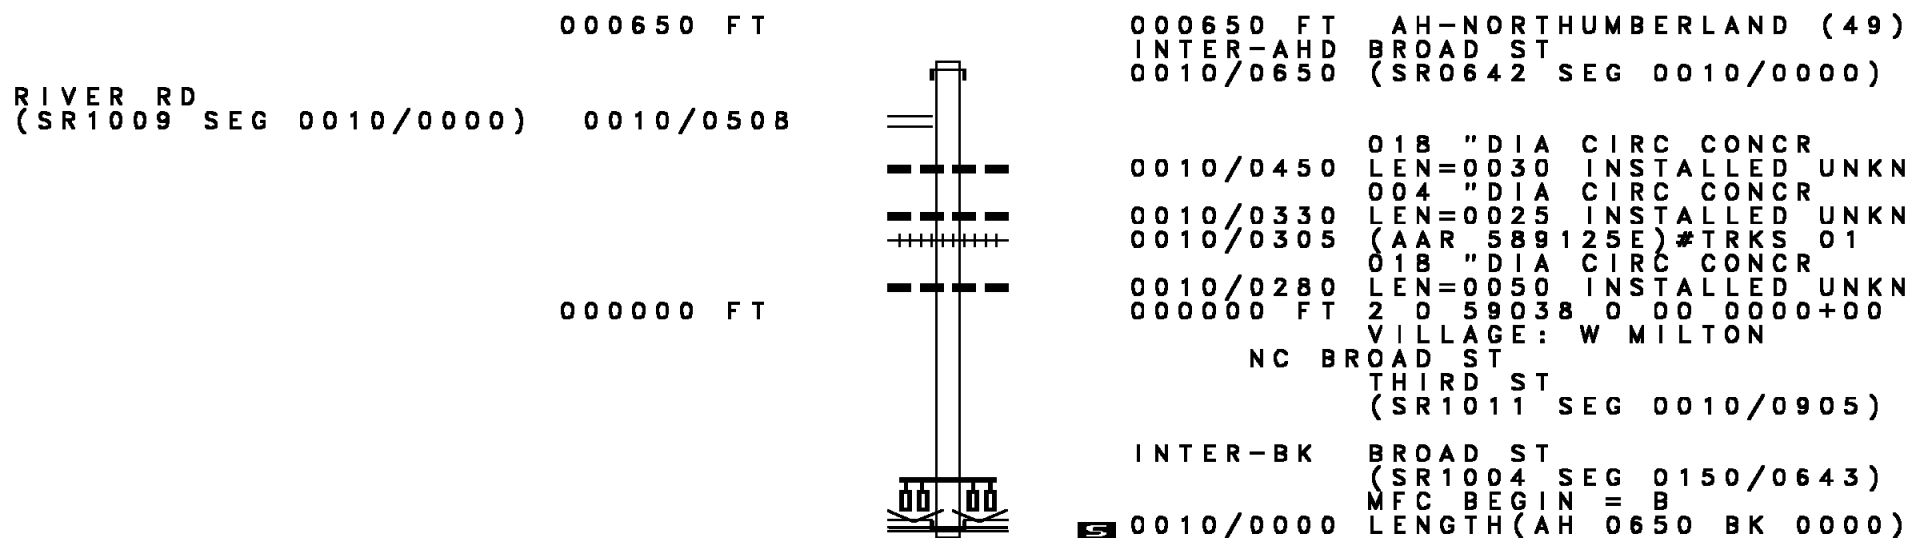 000650 FT 000650 FT AH-NORTHUMBERLAND (49)
INTER-AHD BROAD ST
0010/0650 (SR0642 SEG 0010/0000)
RIVER RD
(SR1009 SEG 0010/0000) 0010/0508
018 "DIA CIRC CONCR
0010/0450 LEN=0030 INSTALLED UNKN
004 "DIA CIRC CONCR
0010/0330 LEN=0025 INSTALLED UNKN
0010/0305 (AAR 589125E)#TRKS 01
018 "DIA CIRC CONCR
0010/0280 LEN=0050 INSTALLED UNKN
000000 FT 000000 FT 2 0 59038 0 00 0000+00
VILLAGE: W MILTON
NC BROAD ST
THIRD ST
(SR1011 SEG 0010/0905)
INTER-BK BROAD ST
(SR1004 SEG 0150/0643)
MFC BEGIN = B
S 0010/0000 LENGTH(AH 0650 BK 0000)